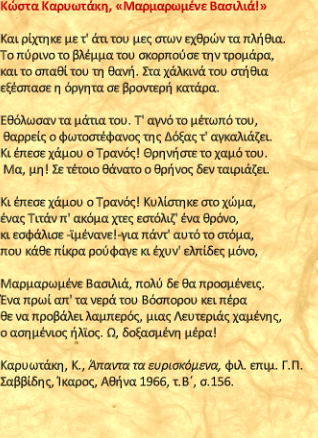 Κώστα Καρυωτάκη, «Μαρμαρωμένε Βασιλιά!»
Και ρίχτηκε με τ' άτι του μες στων εχθρών τα πλήθια.
Το πύρινο το βλέμμα του σκορπούσε την τρομάρα,
και το σπαθί του τη θανή. Στα χάλκινά του στήθια
εξέσπασε η όργητα σε βροντερή κατάρα.
Εθόλωσαν τα μάτια του. Τ' αγνό το μέτωπό του,
θαρρείς ο φωτοστέφανος της Δόξας τ' αγκαλιάζει.
Κι έπεσε χάμου ο Τρανός! Θρηνήστε το χαμό του.
Μα, μη! Σε τέτοιο θάνατο ο θρήνος δεν ταιριάζει.
Κι έπεσε χάμου ο Τρανός! Κυλίστηκε στο χώμα,
ένας Τιτάν π' ακόμα χτες εστόλιζ' ένα θρόνο,
κι εσφάλισε -ϊμένανε!-για πάντ' αυτό το στόμα,
που κάθε πίκρα ρούφαγε κι έχυν' ελπίδες μόνο,
Μαρμαρωμένε Βασιλιά, πολύ δε θα προσμένεις.
Ένα πρωί απ' τα νερά του Βόσπορου κει πέρα
θε να προβάλει λαμπερός, μιας Λευτεριάς χαμένης,
ο ασημένιος ήλϊος. Ω, δοξασμένη μέρα!
Καρυωτάκη, Κ., Άπαντα τα ευρισκόμενα, φιλ. επιμ. Γ.Π.
Σαββίδης, Ίκαρος, Αθήνα 1966, τ.Β΄, σ.156.